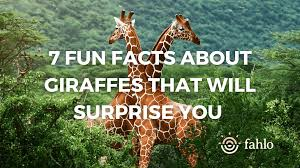 7 FUN FACTS ABOUT
GIRAFFES THAT WILL
SURPRISE YOU
fahlo